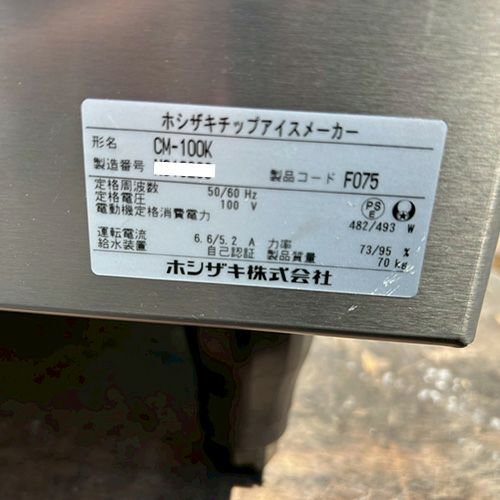 ホシザキチップアイスメーカー
形名 CM-100K
製造番号 製品コード F075
定格周波数 50/60 Hz
定格電圧 100 V
電動機定格消費電力 482/493 W
PS
E
運転電流 6.6/5.2 A 力率 73/95 %
給水装置 自己認証 製品質量 70 kg
ホシザキ株式会社